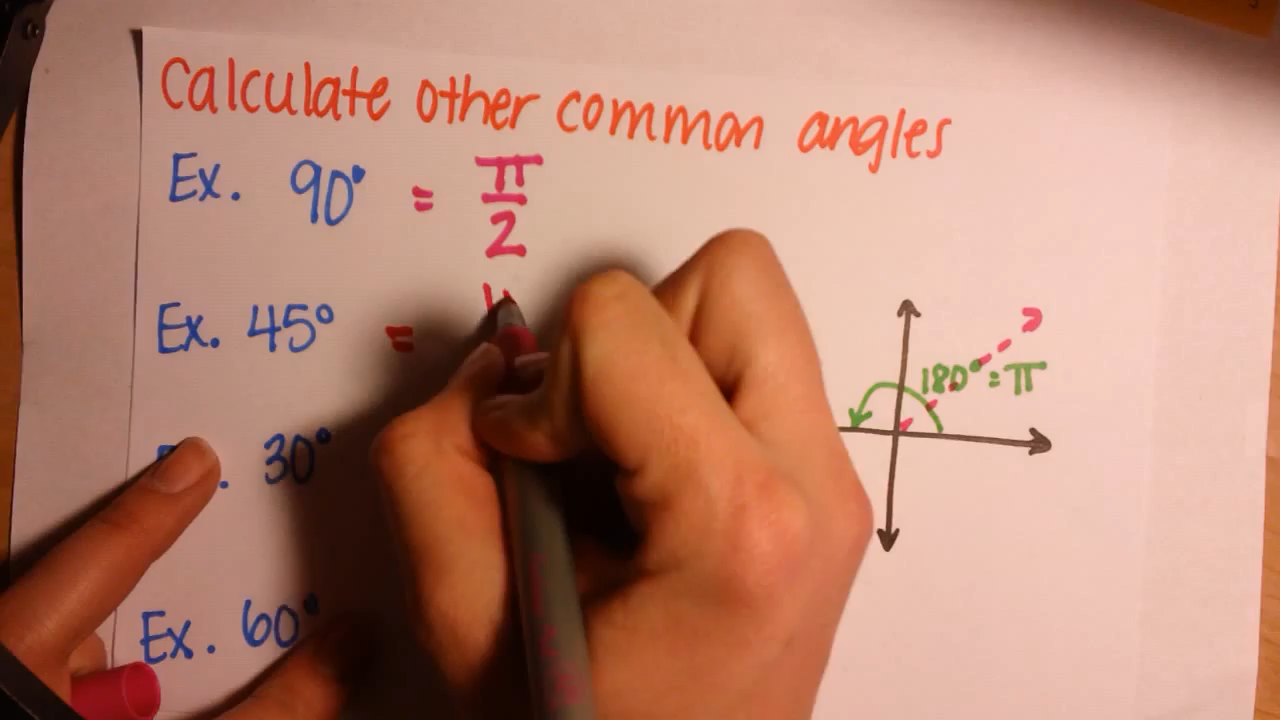 Calculate other common angles
Ex. 90° = π/2
Ex. 45° =
180° = π
. 30°
Ex. 60°